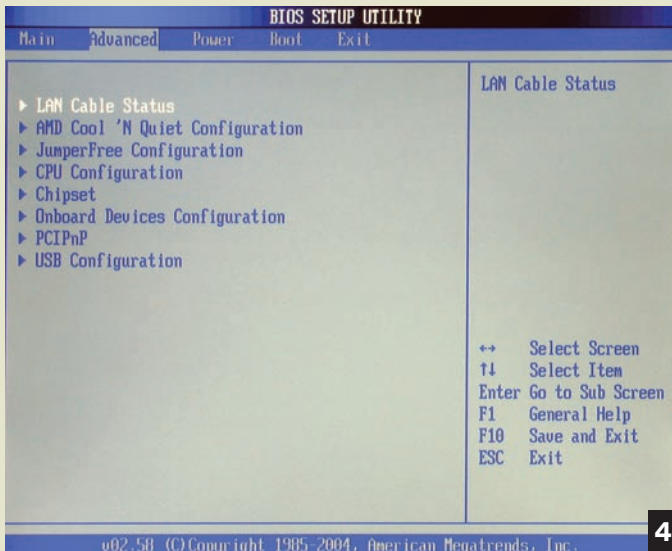 BIOS SETUP UTILITY
Main Advanced Power Boot Exit
▶ LAN Cable Status
▶ AMD Cool 'N Quiet Configuration
▶ JumperFree Configuration
▶ CPU Configuration
▶ Chipset
▶ Onboard Devices Configuration
▶ PCIPnP
▶ USB Configuration
LAN Cable Status
↔ Select Screen
↑↓ Select Item
Enter Go to Sub Screen
F1 General Help
F10 Save and Exit
ESC Exit
v02.58 (C)Copyright 1985-2004, American Megatrends, Inc.
4